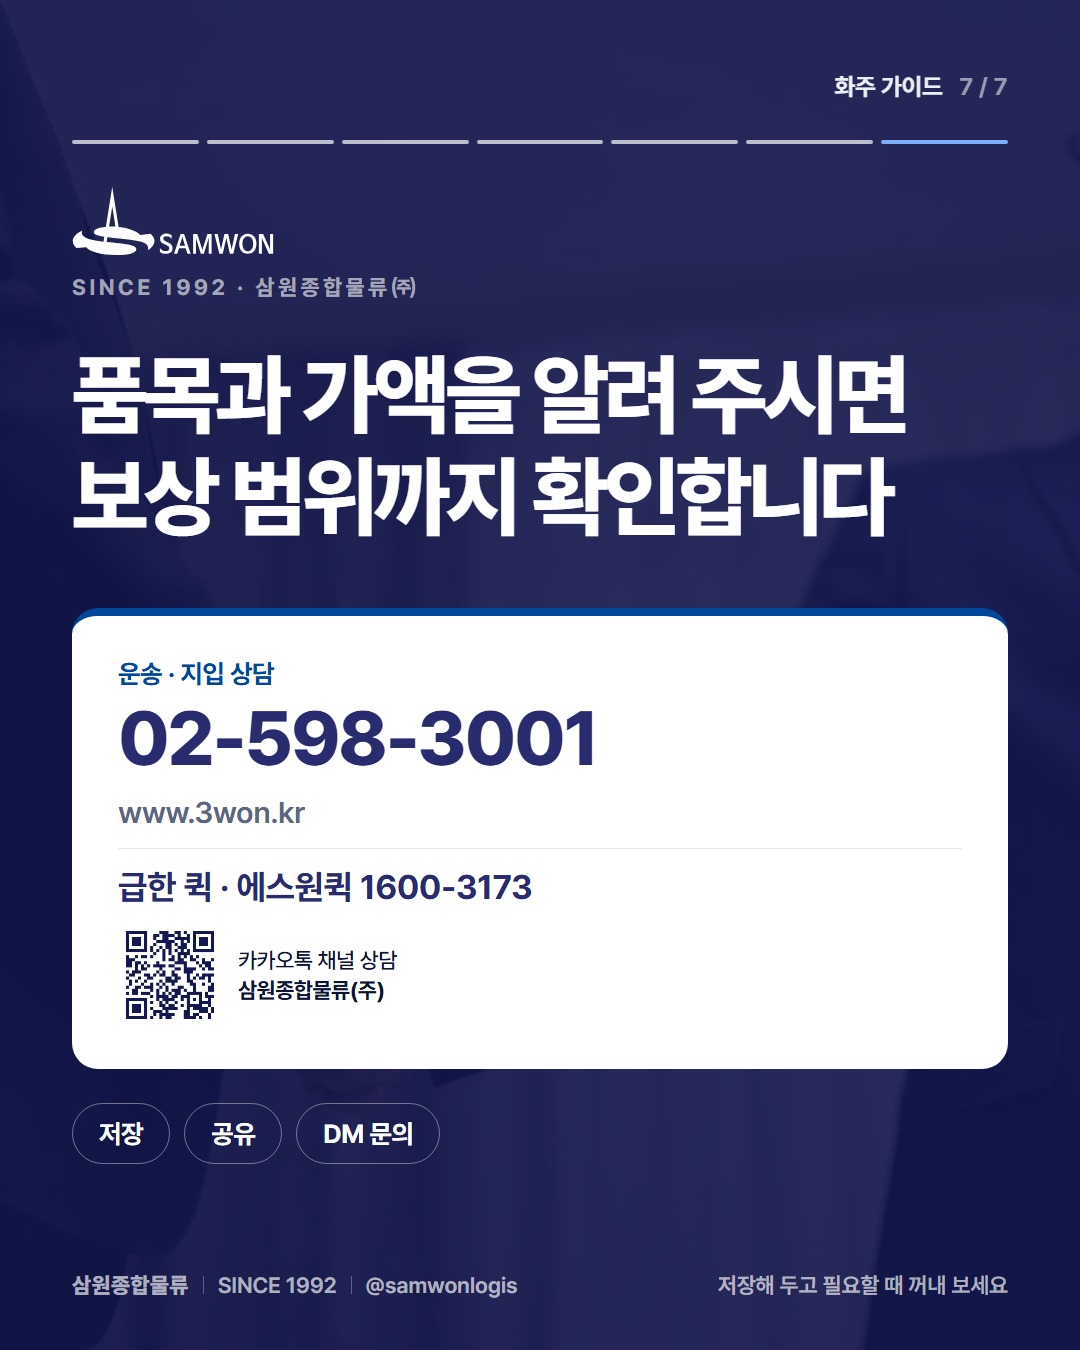 화주 가이드 7 / 7
SAMWON
SINCE 1992 · 삼원종합물류㈜
품목과 가액을 알려 주시면
보상 범위까지 확인합니다
운송 · 지입 상담
02-598-3001
www.3won.kr
급한 퀵 · 에스원퀵 1600-3173
카카오톡 채널 상담
삼원종합물류(주)
저장 공유 DM 문의
삼원종합물류 | SINCE 1992 | @samwonlogis 저장해 두고 필요할 때 꺼내 보세요